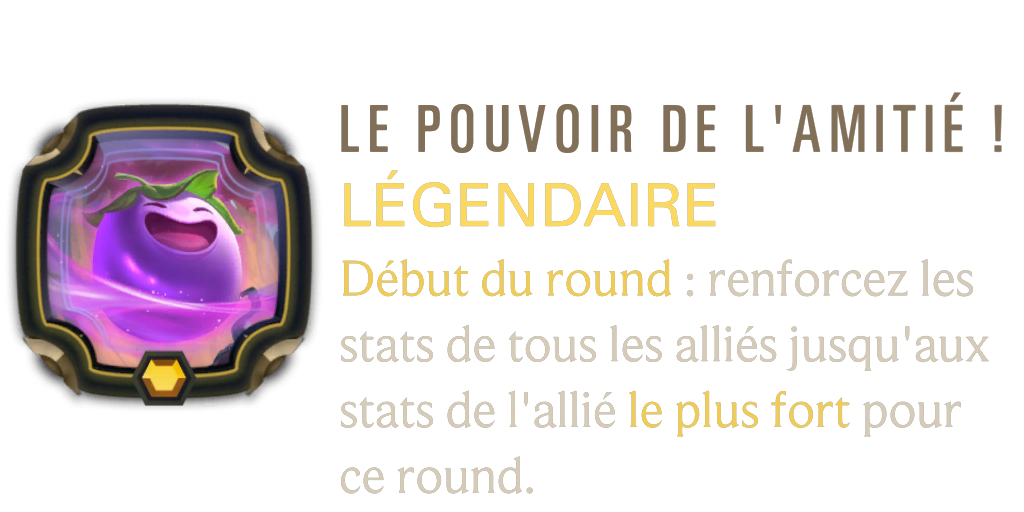 LE POUVOIR DE L'AMITIÉ !
LÉGENDAIRE
Début du round : renforcez les
stats de tous les alliés jusqu'aux
stats de l'allié le plus fort pour
ce round.